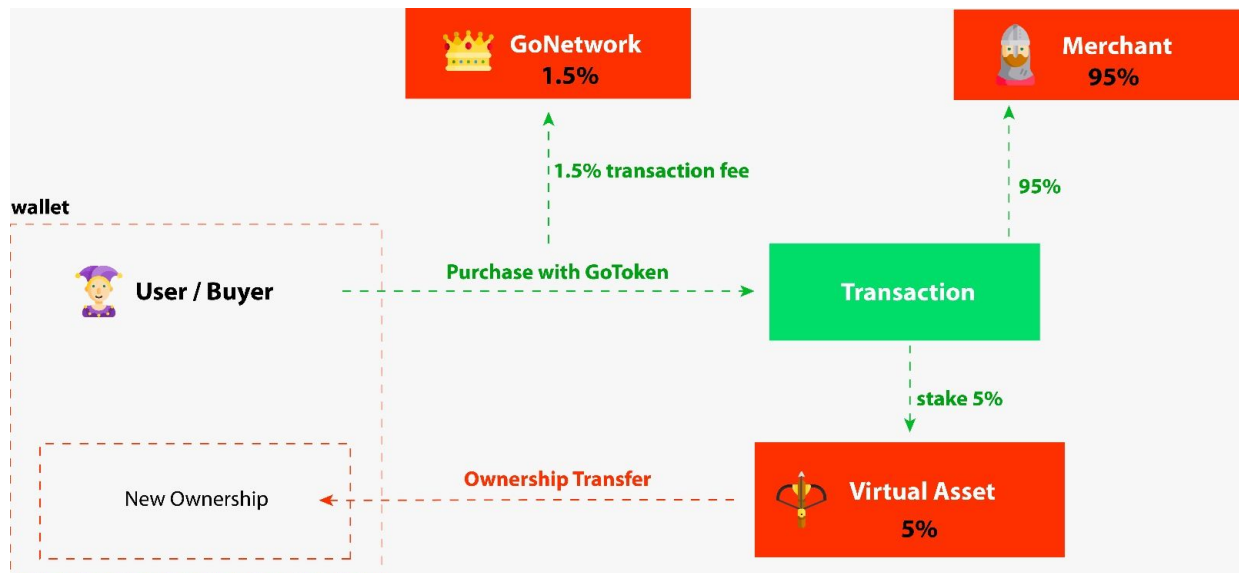 GoNetwork
1.5%
Merchant
95%
1.5% transaction fee
95%
wallet
User / Buyer
Purchase with GoToken
Transaction
stake 5%
New Ownership
Ownership Transfer
Virtual Asset
5%